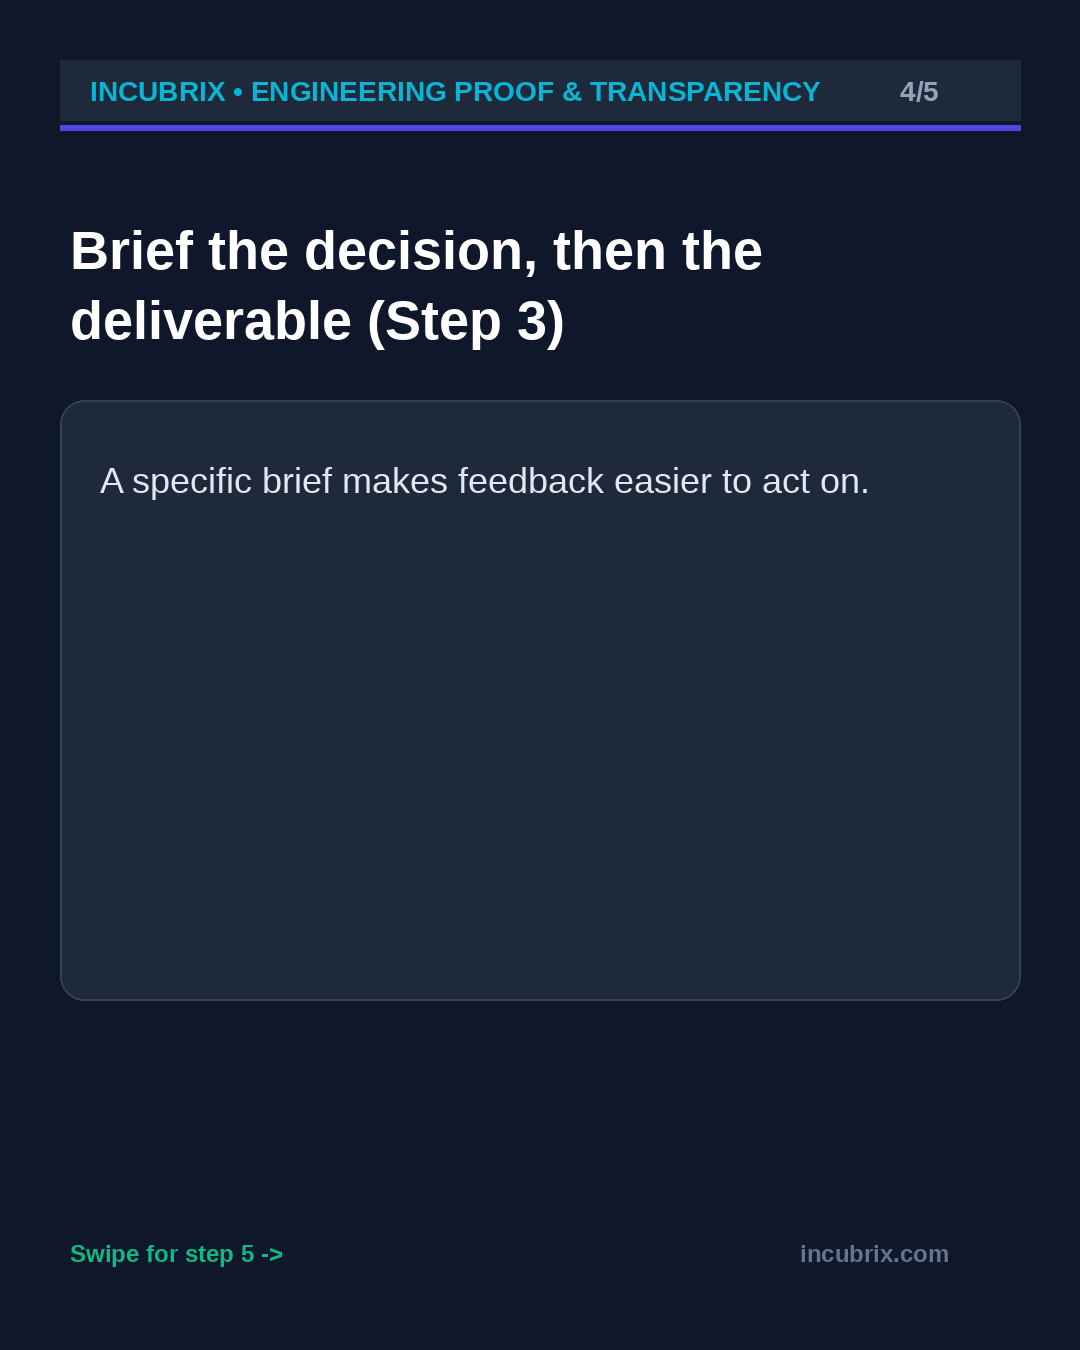 INCUBRIX • ENGINEERING PROOF & TRANSPARENCY 4/5
Brief the decision, then the
deliverable (Step 3)
A specific brief makes feedback easier to act on.
Swipe for step 5 -> incubrix.com